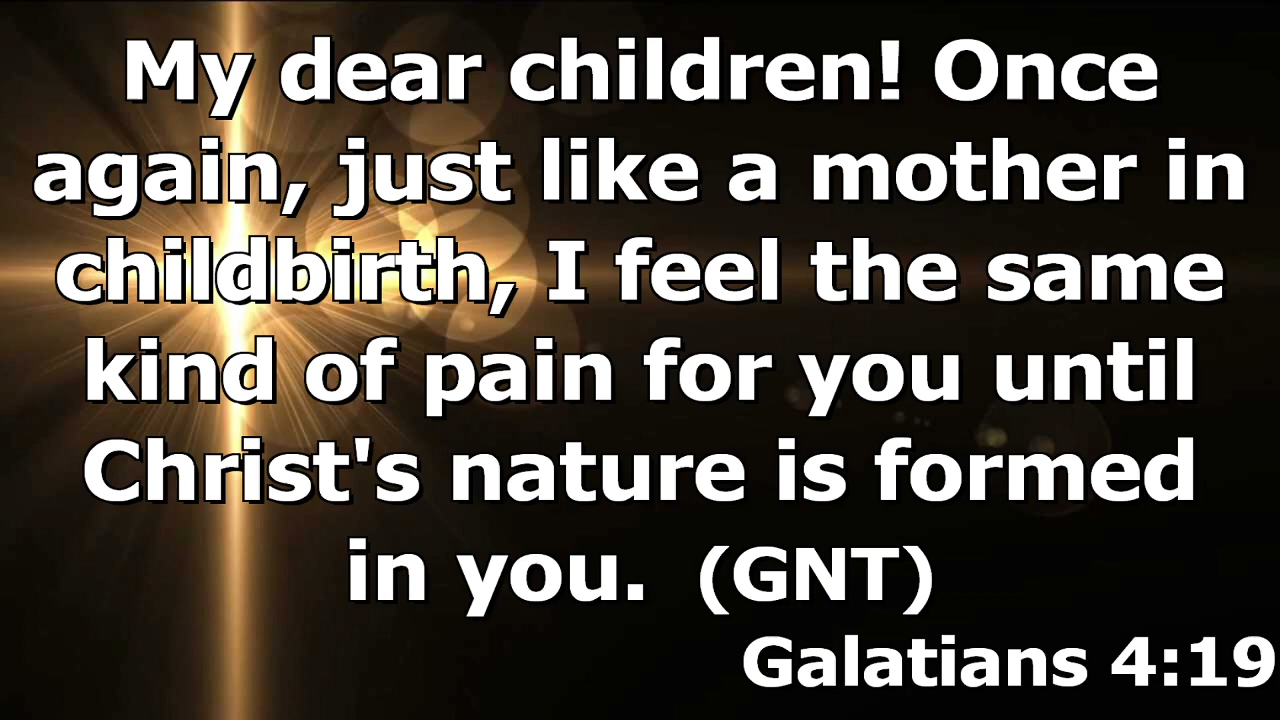 My dear children! Once
again, just like a mother in
childbirth, I feel the same
kind of pain for you until
Christ's nature is formed
in you. (GNT)
Galatians 4:19